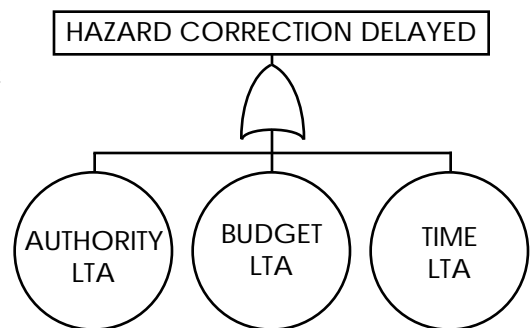 HAZARD CORRECTION DELAYED
AUTHORITY
LTA
BUDGET
LTA
TIME
LTA